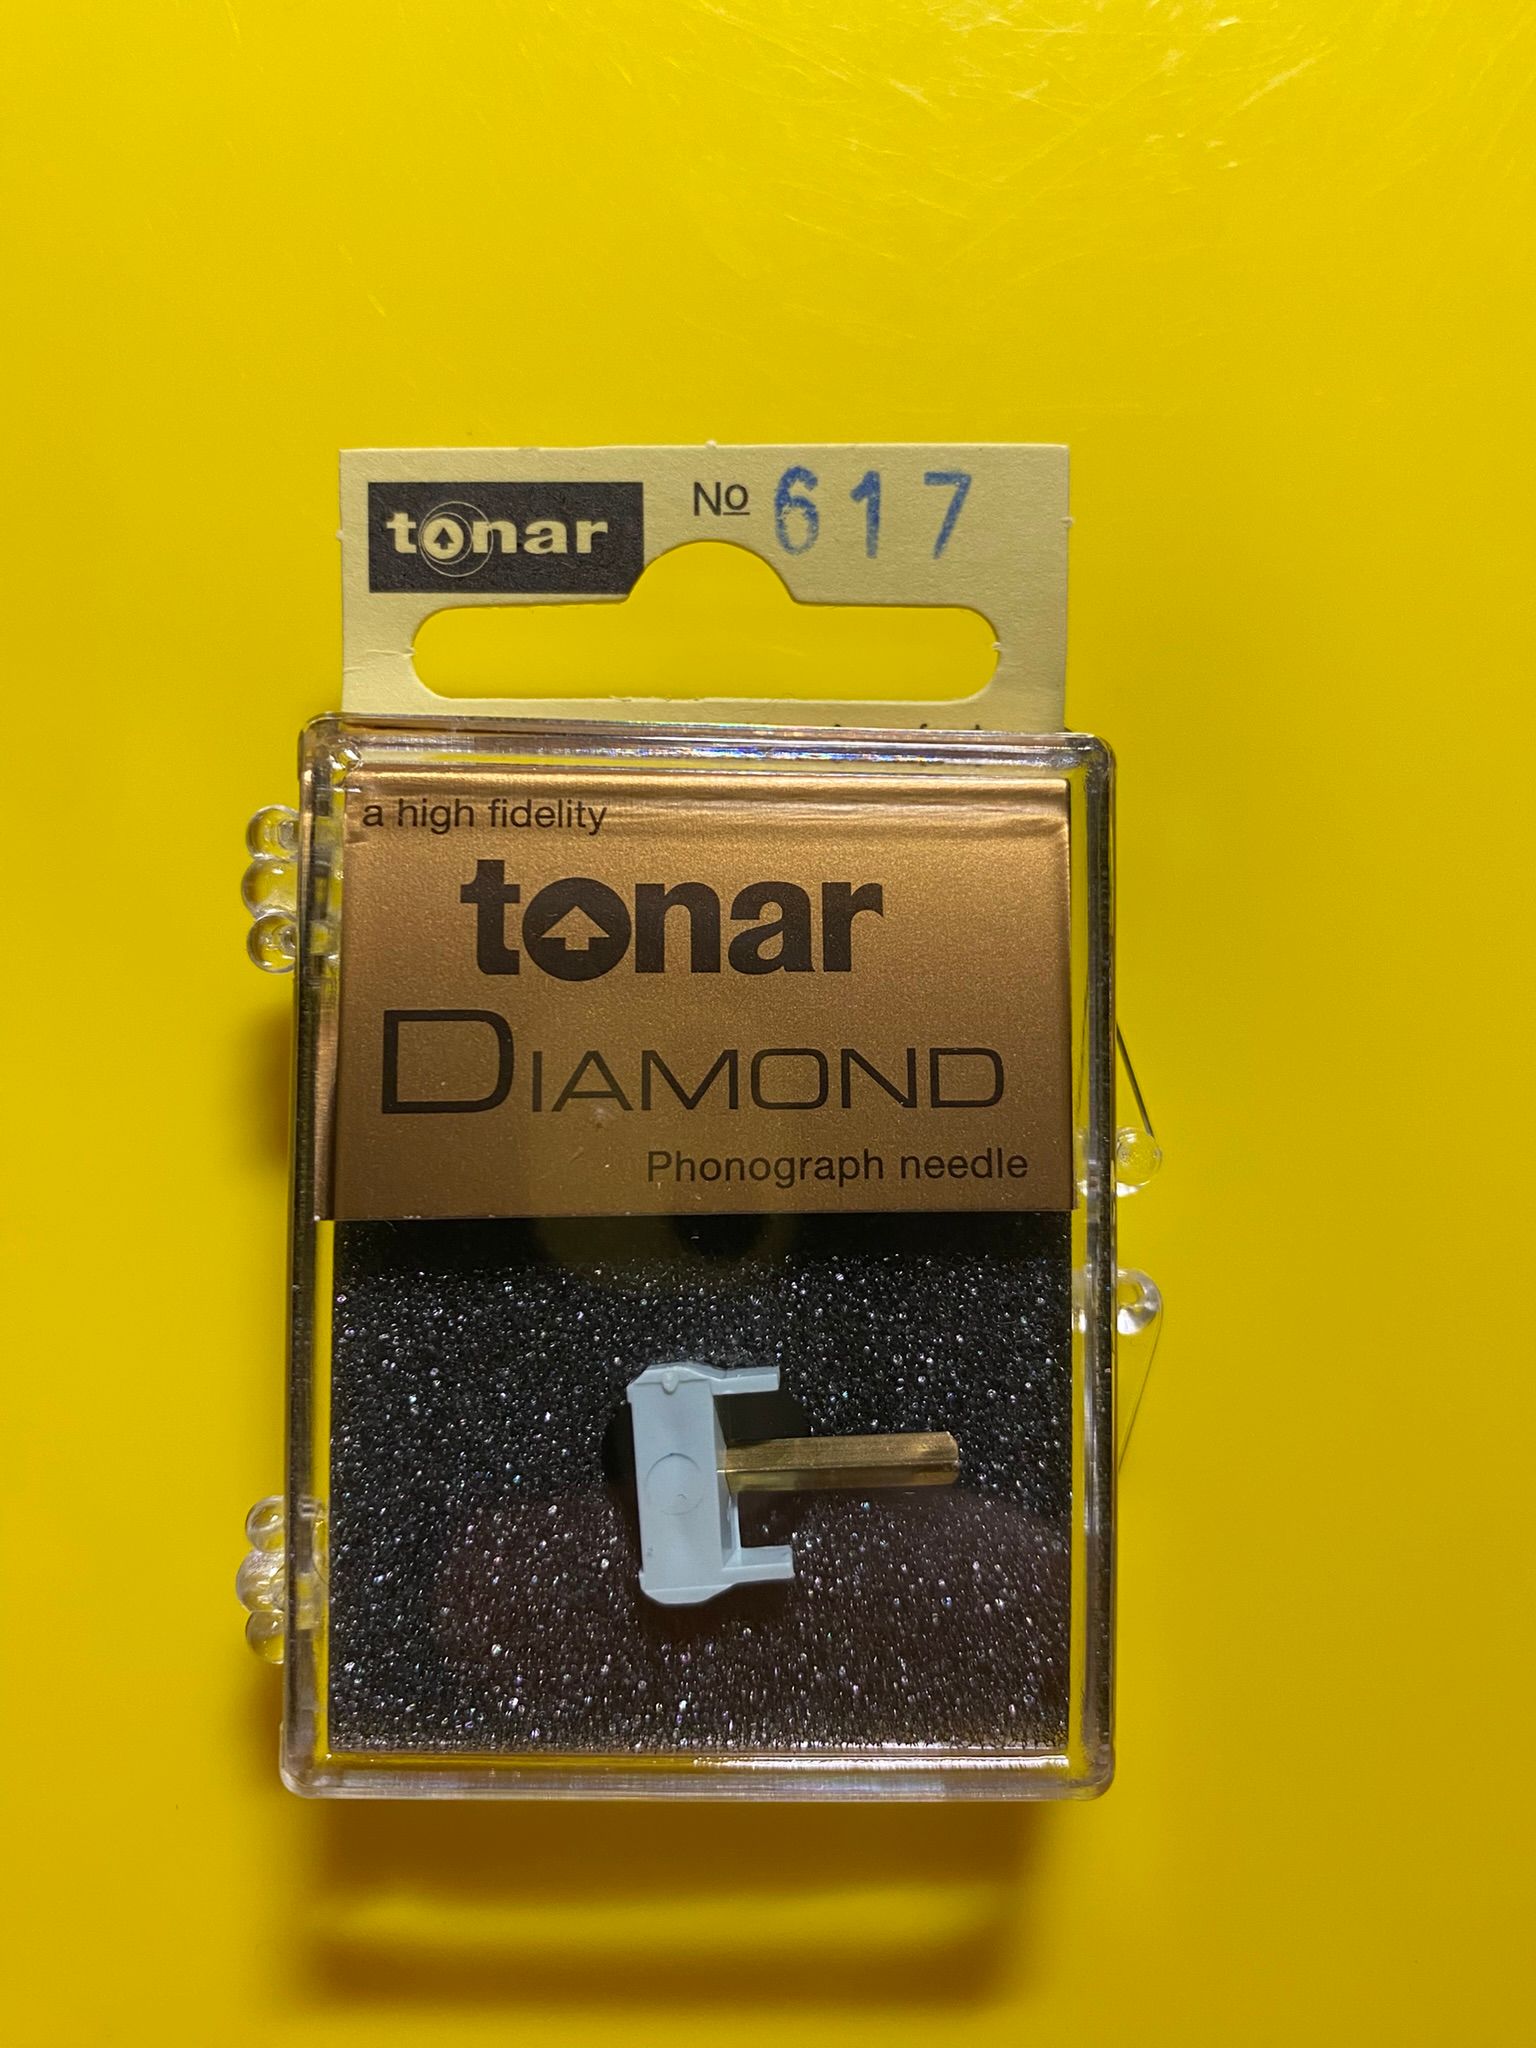 tonar
No 617
a high fidelity
tonar
DIAMOND
Phonograph needle